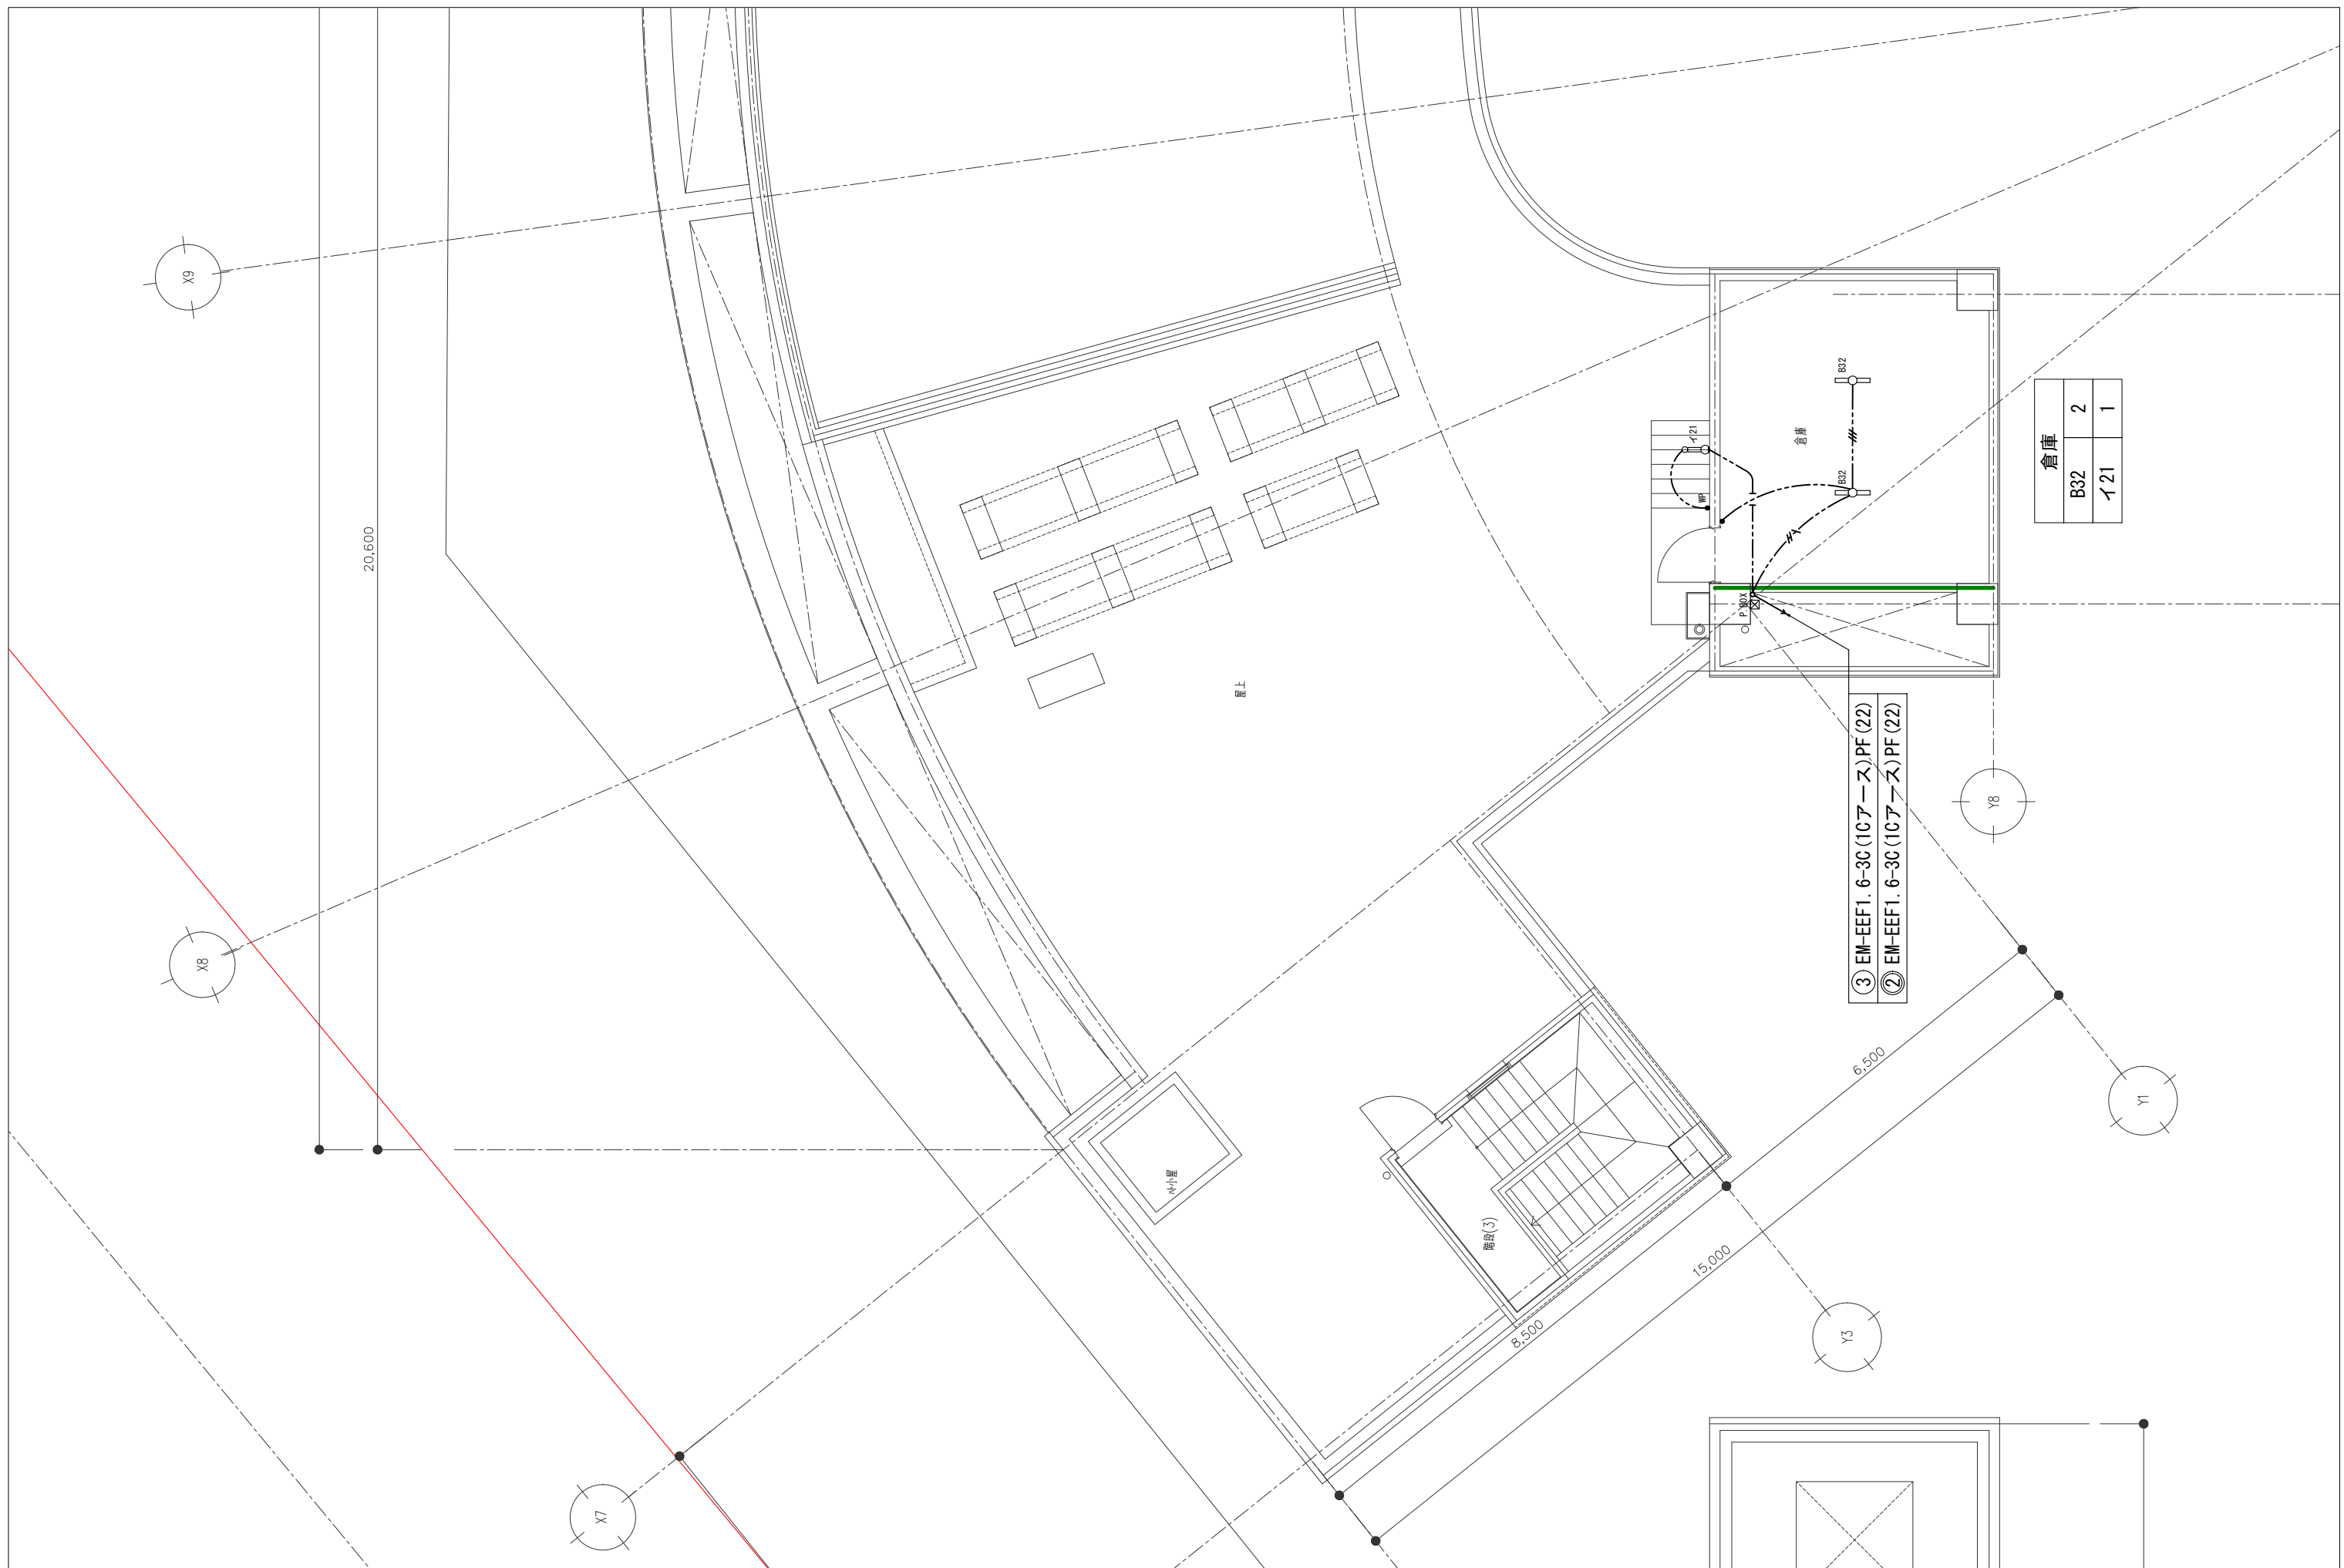 X9
20,600
X8
X7
屋上
階段(3)
倉庫
B32
B32
イ21
WP
P.BOX
倉庫
B32 2
イ21 1
③ EM-EEF1.6-3C(1Cアース)PF(22)
② EM-EEF1.6-3C(1Cアース)PF(22)
Y8
Y1
Y3
6,500
15,000
8,500